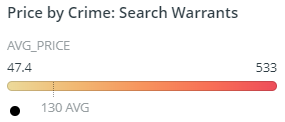 Price by Crime: Search Warrants
AVG_PRICE
47.4 533
130 AVG